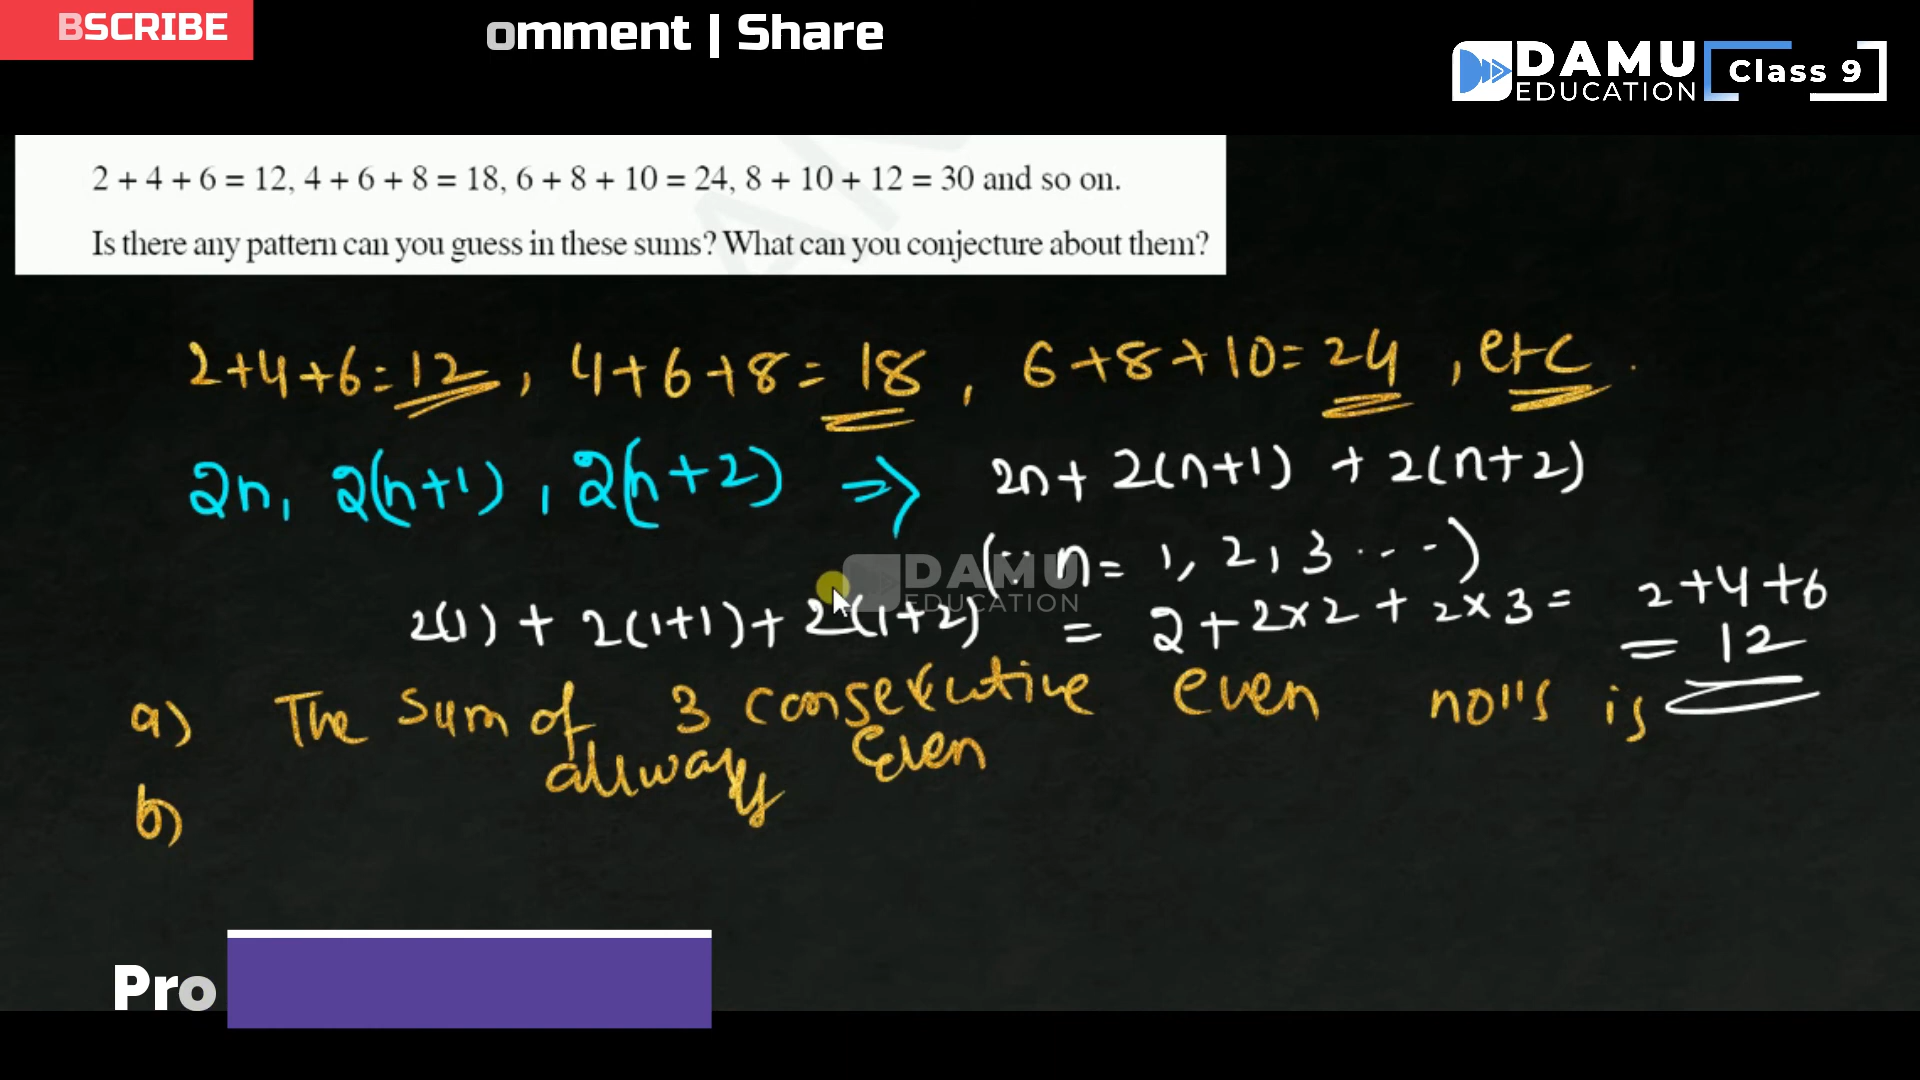 BSCRIBE
omment | Share
DAMU
EDUCATION
Class 9
2 + 4 + 6 = 12, 4 + 6 + 8 = 18, 6 + 8 + 10 = 24, 8 + 10 + 12 = 30 and so on.
Is there any pattern can you guess in these sums? What can you conjecture about them?
2+4+6=12, 4+6+8=18, 6+8+10=24, etc.
2n, 2(n+1), 2(n+2) ⇒ 2n+2(n+1)+2(n+2)
(∵ n = 1, 2, 3 ...)
DAMU
EDUCATION
2(1) + 2(1+1) + 2(1+2) = 2+2×2+2×3 = 2+4+6
= 12
a) The sum of 3 consecutive even no"s is
allways Even
b)
Pro